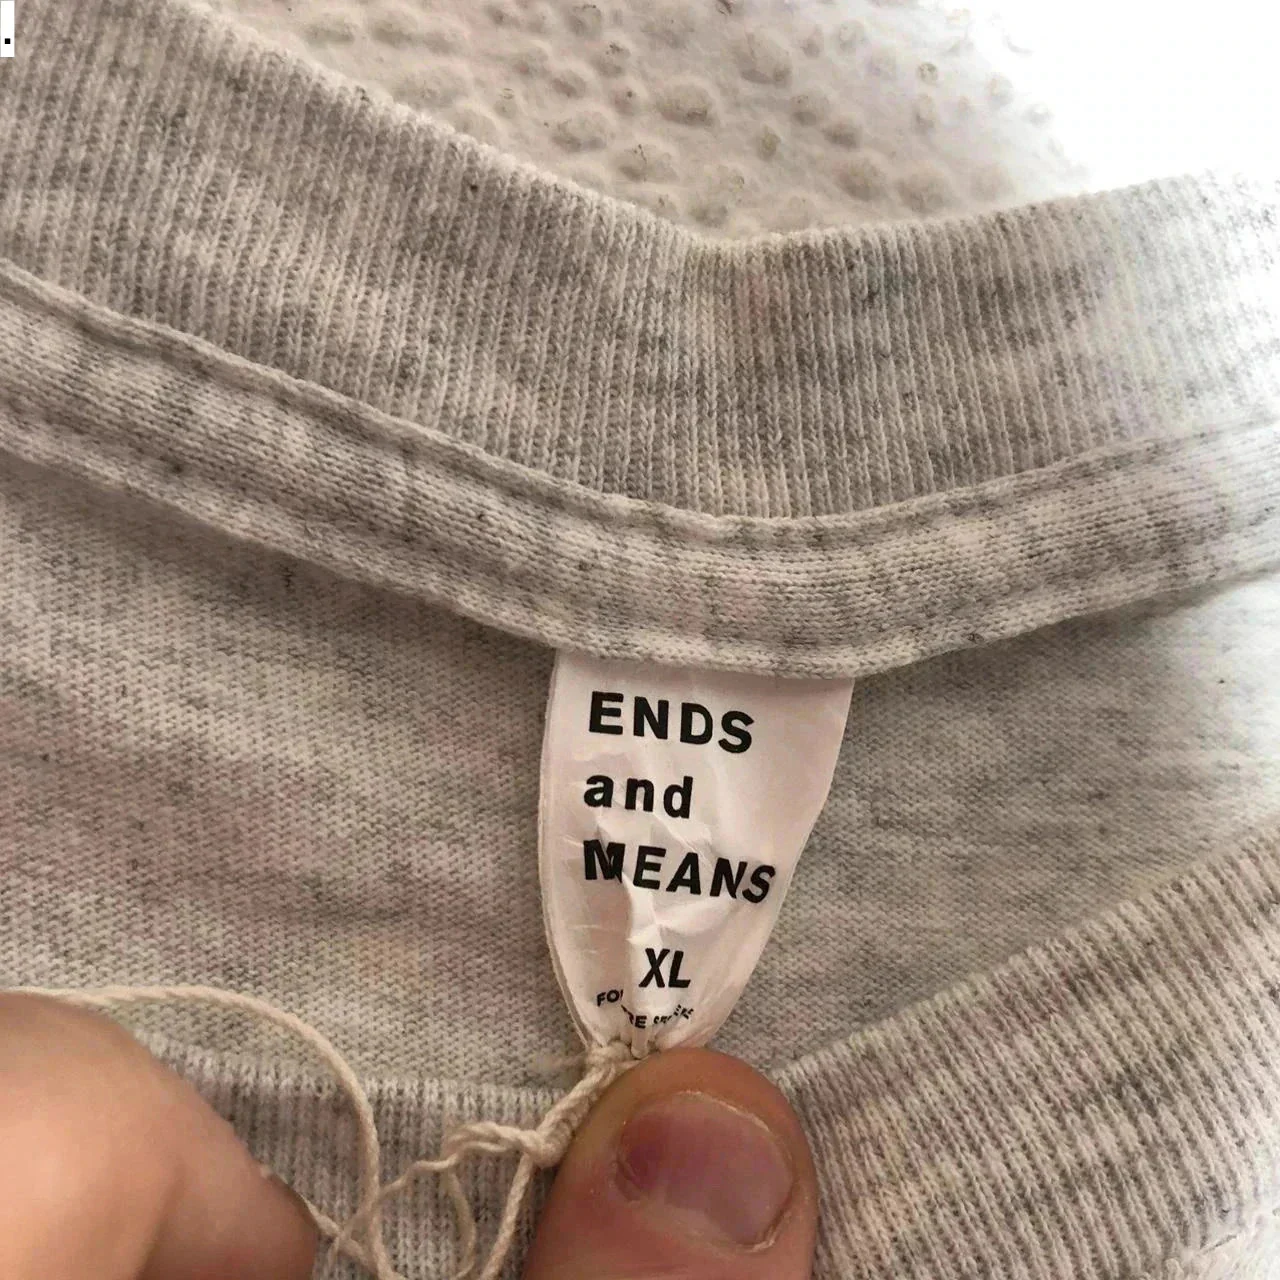 .
ENDS
and
MEANS
XL